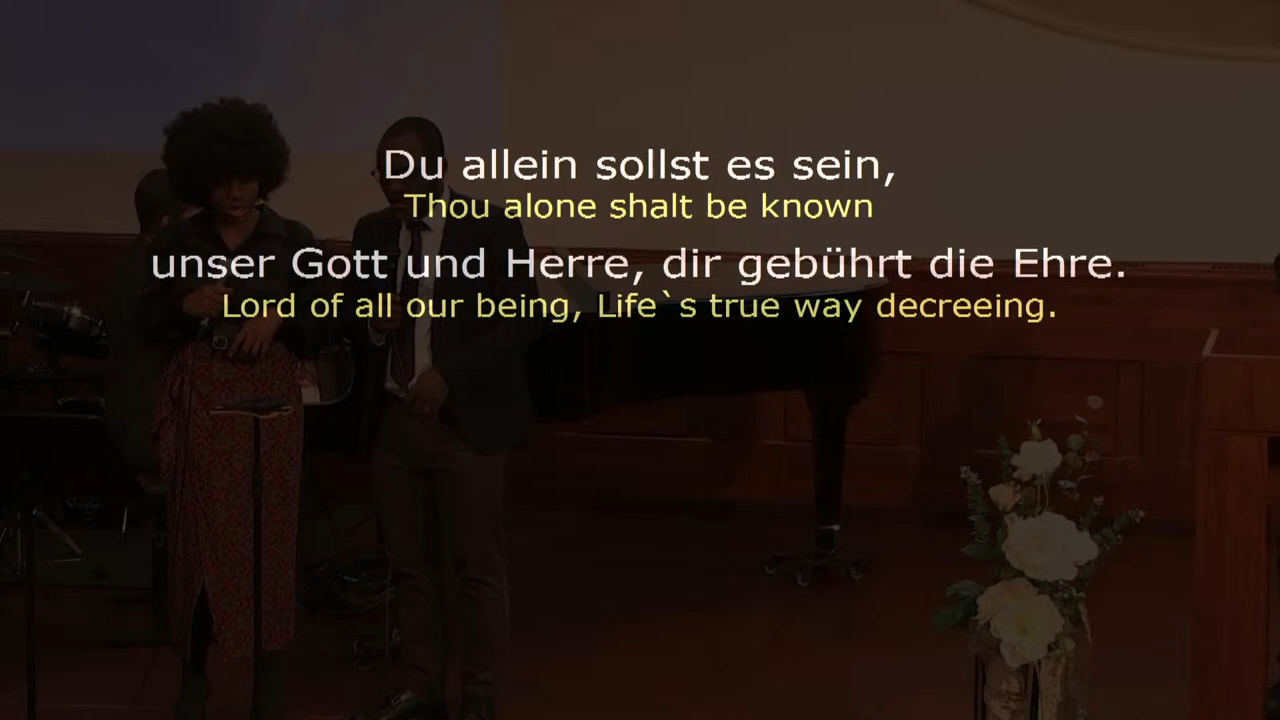 Du allein sollst es sein,
Thou alone shalt be known
unser Gott und Herre, dir gebührt die Ehre.
Lord of all our being, Life`s true way decreeing.